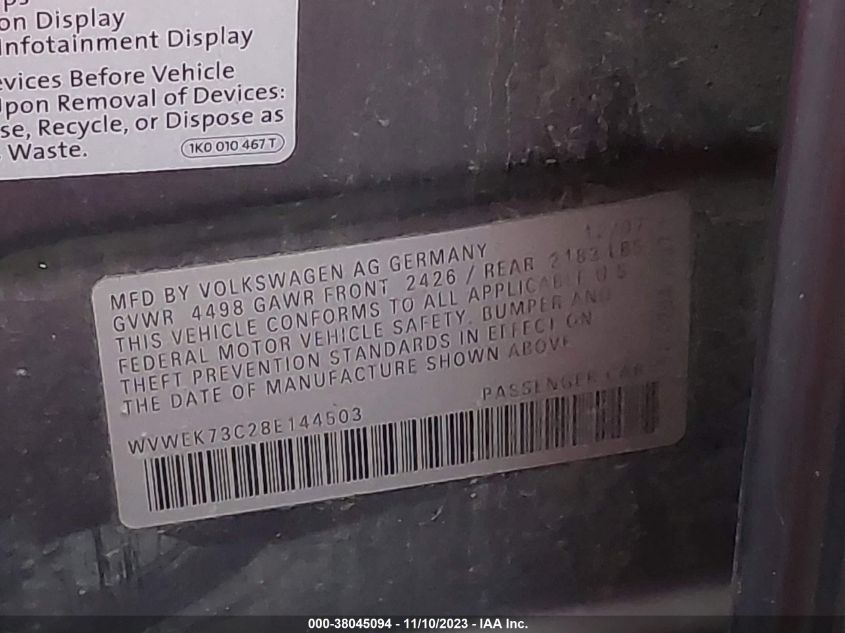 on Display
Infotainment Display
evices Before Vehicle
Upon Removal of Devices:
se, Recycle, or Dispose as
Waste.
1K0 010 467 T
12/07
MFD BY VOLKSWAGEN AG GERMANY
GVWR 4498 GAWR FRONT 2426 / REAR 2183 LBS
THIS VEHICLE CONFORMS TO ALL APPLICABLE U S
FEDERAL MOTOR VEHICLE SAFETY, BUMPER AND
THEFT PREVENTION STANDARDS IN EFFECT ON
THE DATE OF MANUFACTURE SHOWN ABOVE
PASSENGER CAR
WVWEK73C28E144503
000-38045094 - 11/10/2023 - IAA Inc.